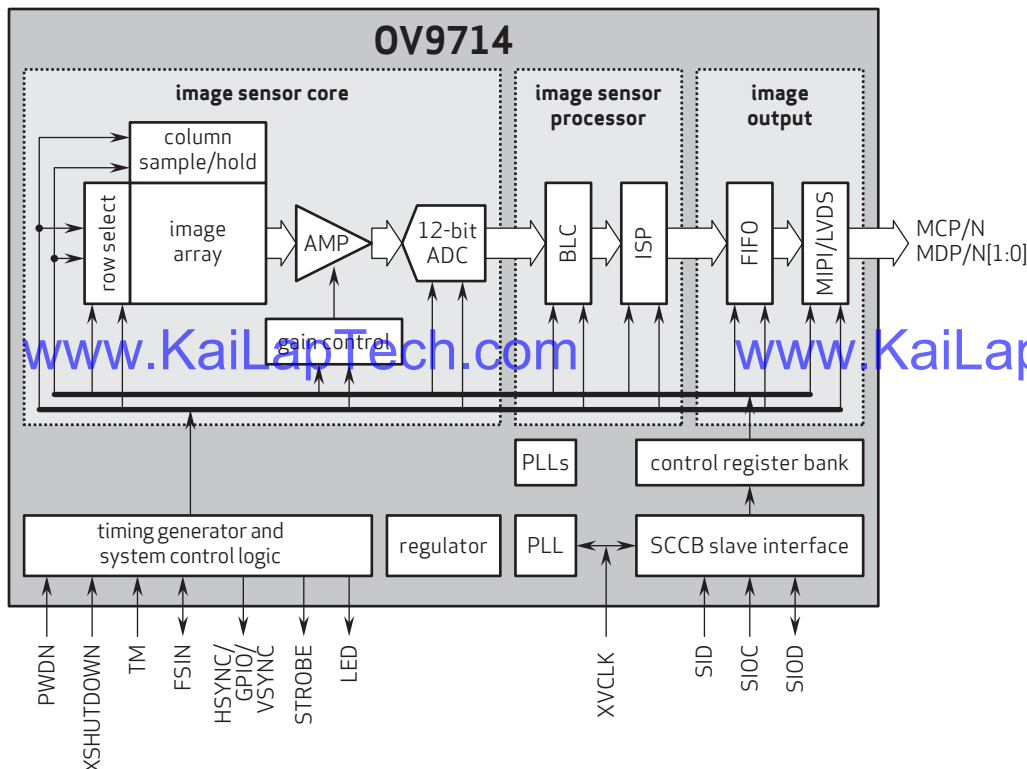 OV9714
image sensor core
image sensor
processor
image
output
column
sample/hold
row select
image
array
AMP
12-bit
ADC
gain control
BLC
ISP
FIFO
MIPI/LVDS
MCP/N
MDP/N[1:0]
www.KaiLapTech.com
www.KaiLap
PLLs
control register bank
timing generator and
system control logic
regulator
PLL
SCCB slave interface
PWDN
XSHUTDOWN
TM
FSIN
HSYNC/
GPIO/
VSYNC
STROBE
LED
XVCLK
SID
SIOC
SIOD